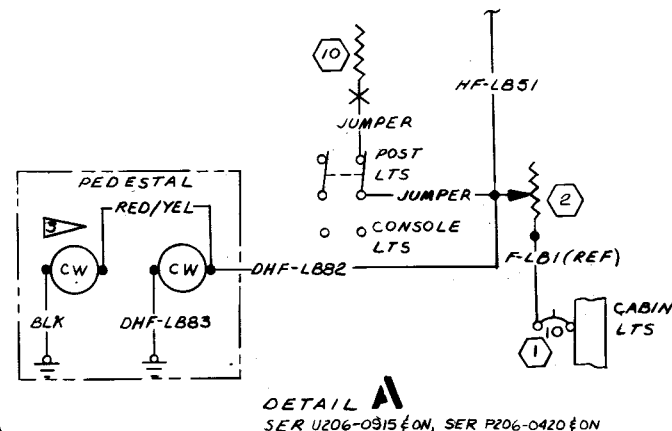 10
HF-LB51
JUMPER
POST
LTS
PEDESTAL
RED/YEL
JUMPER
2
3
CONSOLE
LTS
CW
CW
DHF-LB82
F-LB1 (REF)
BLK
DHF-LB83
10
CABIN
LTS
1
DETAIL A
SER U206-0915 & ON, SER P206-0420 & ON